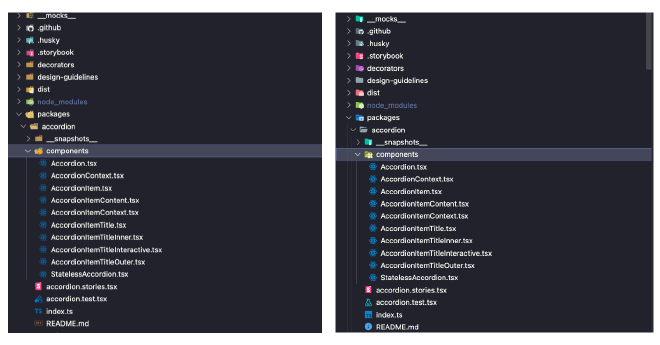 __mocks__
.github
.husky
.storybook
decorators
design-guidelines
dist
node_modules
packages
accordion
__snapshots__
components
Accordion.tsx
AccordionContext.tsx
AccordionItem.tsx
AccordionItemContent.tsx
AccordionItemContext.tsx
AccordionItemTitle.tsx
AccordionItemTitleInner.tsx
AccordionItemTitleInteractive.tsx
AccordionItemTitleOuter.tsx
StatelessAccordion.tsx
accordion.stories.tsx
accordion.test.tsx
TS index.ts
README.md
__mocks__
.github
.husky
.storybook
decorators
design-guidelines
dist
node_modules
packages
accordion
__snapshots__
components
Accordion.tsx
AccordionContext.tsx
AccordionItem.tsx
AccordionItemContent.tsx
AccordionItemContext.tsx
AccordionItemTitle.tsx
AccordionItemTitleInner.tsx
AccordionItemTitleInteractive.tsx
AccordionItemTitleOuter.tsx
StatelessAccordion.tsx
accordion.stories.tsx
accordion.test.tsx
index.ts
README.md